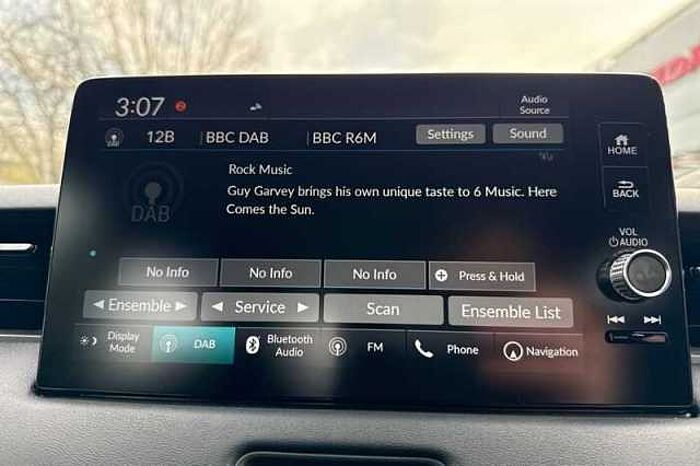 3:07 2
Audio
Source
DAB 12B BBC DAB BBC R6M Settings Sound
Rock Music
Guy Garvey brings his own unique taste to 6 Music. Here
Comes the Sun.
DAB
HOME
BACK
VOL
AUDIO
No Info No Info No Info Press & Hold
Ensemble Service Scan Ensemble List
Display
Mode
DAB
Bluetooth
Audio
FM
Phone
Navigation